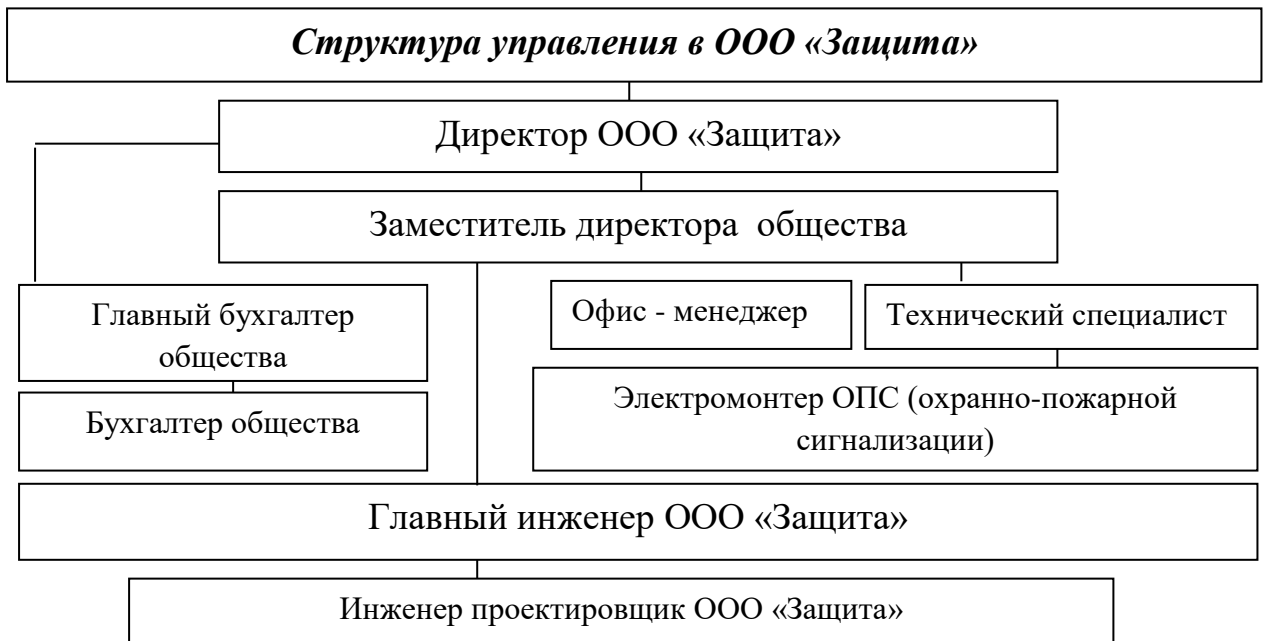 Структура управления в ООО «Защита»
Директор ООО «Защита»
Заместитель директора общества
Главный бухгалтер
общества
Офис - менеджер
Технический специалист
Бухгалтер общества
Электромонтер ОПС (охранно-пожарной
сигнализации)
Главный инженер ООО «Защита»
Инженер проектировщик ООО «Защита»